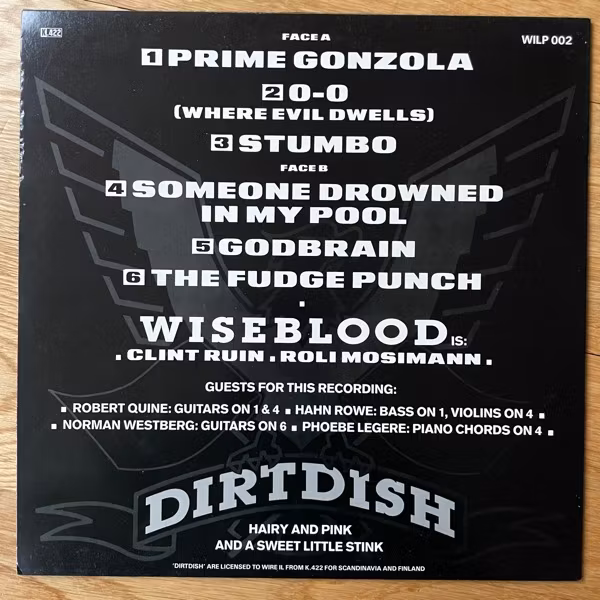 K.422
WILP 002
FACE A
1 PRIME GONZOLA
2 O-O
(WHERE EVIL DWELLS)
3 STUMBO
FACE B
4 SOMEONE DROWNED
IN MY POOL
5 GODBRAIN
6 THE FUDGE PUNCH
WISEBLOOD IS:
. CLINT RUIN . ROLI MOSIMANN .
GUESTS FOR THIS RECORDING:
▪ ROBERT QUINE: GUITARS ON 1 & 4 ▪ HAHN ROWE: BASS ON 1, VIOLINS ON 4 ▪
▪ NORMAN WESTBERG: GUITARS ON 6 ▪ PHOEBE LEGERE: PIANO CHORDS ON 4 ▪
DIRTDISH
HAIRY AND PINK
AND A SWEET LITTLE STINK
'DIRTDISH' ARE LICENSED TO WIRE IL FROM K.422 FOR SCANDINAVIA AND FINLAND